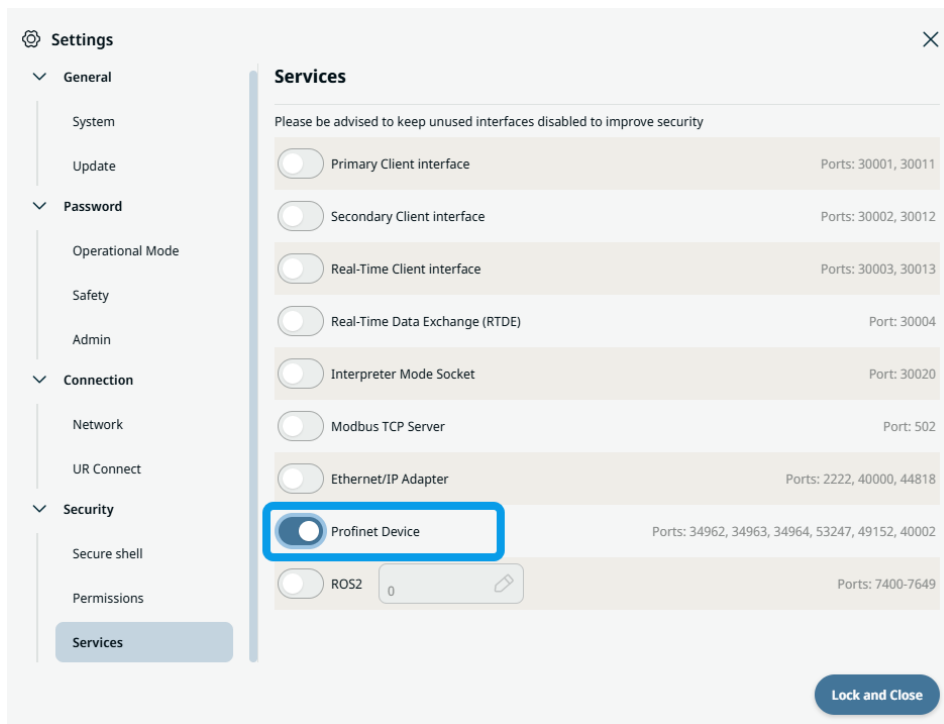 Settings
General
System
Update
Password
Operational Mode
Safety
Admin
Connection
Network
UR Connect
Security
Secure shell
Permissions
Services
Services
Please be advised to keep unused interfaces disabled to improve security
Primary Client interface Ports: 30001, 30011
Secondary Client interface Ports: 30002, 30012
Real-Time Client interface Ports: 30003, 30013
Real-Time Data Exchange (RTDE) Port: 30004
Interpreter Mode Socket Port: 30020
Modbus TCP Server Port: 502
Ethernet/IP Adapter Ports: 2222, 40000, 44818
Profinet Device Ports: 34962, 34963, 34964, 53247, 49152, 40002
ROS2 0 Ports: 7400-7649
Lock and Close